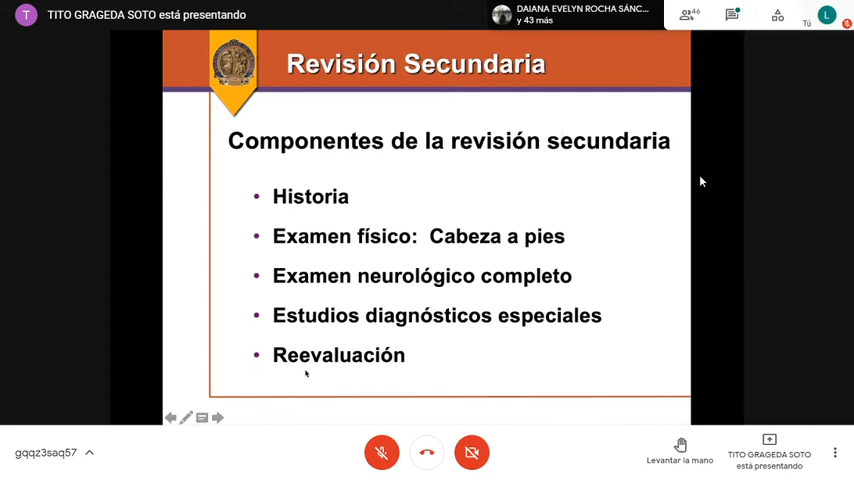 T TITO GRAGEDA SOTO está presentando
DAIANA EVELYN ROCHA SÁNC...
y 43 más
46
Tú
L
Revisión Secundaria
Componentes de la revisión secundaria
• Historia
• Examen físico: Cabeza a pies
• Examen neurológico completo
• Estudios diagnósticos especiales
• Reevaluación
gqqz3saq57
Levantar la mano
TITO GRAGEDA SOTO
está presentando